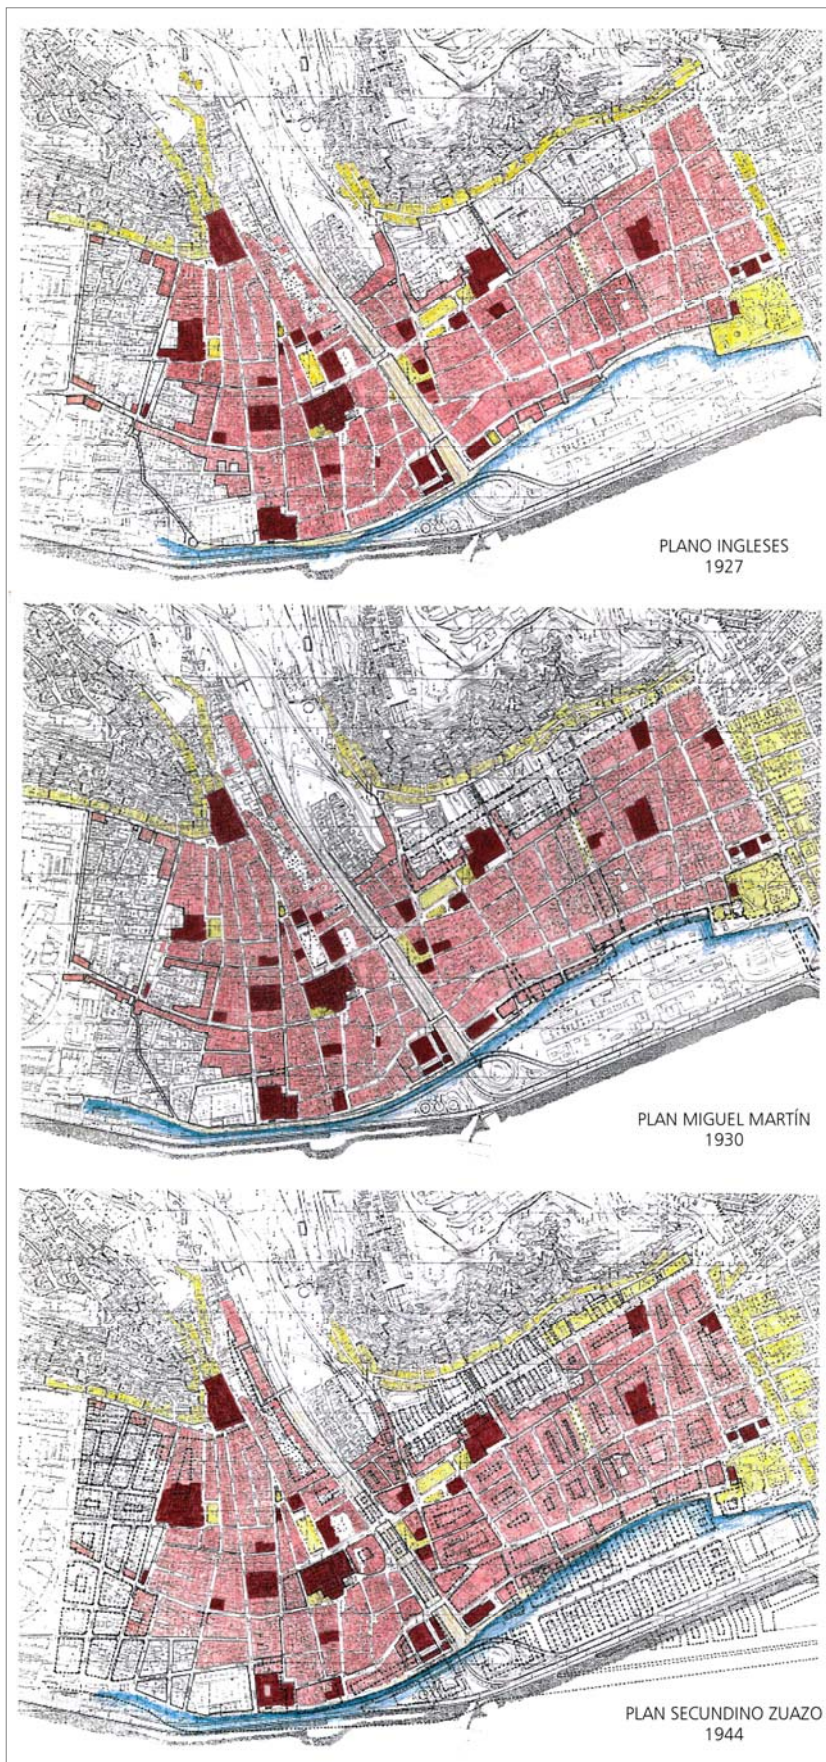 PLANO INGLESES
1927
PLAN MIGUEL MARTÍN
1930
PLAN SECUNDINO ZUAZO
1944